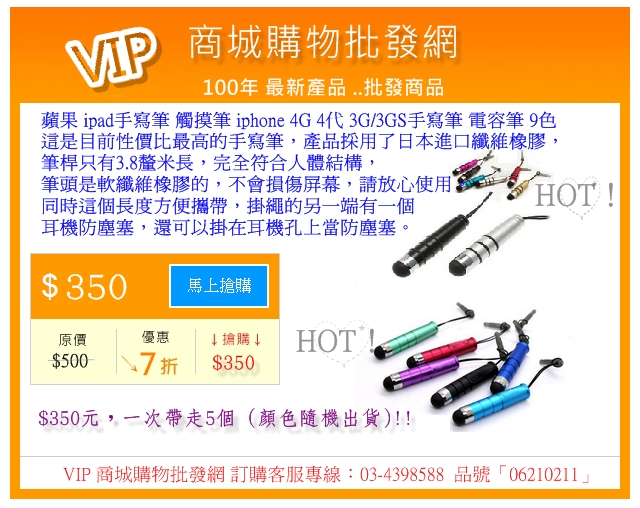 VIP 商城購物批發網
100年 最新產品 ..批發商品
蘋果 ipad手寫筆 觸摸筆 iphone 4G 4代 3G/3GS手寫筆 電容筆 9色
這是目前性價比最高的手寫筆，產品採用了日本進口纖維橡膠，
筆桿只有3.8釐米長，完全符合人體結構，
筆頭是軟纖維橡膠的，不會損傷屏幕，請放心使用
同時這個長度方便攜帶，掛繩的另一端有一個
耳機防塵塞，還可以掛在耳機孔上當防塵塞。
HOT！
$ 350
馬上搶購
原價
$500
優惠
↘7折
↓搶購↓
$350
HOT！
$350元，一次帶走5個 (顏色隨機出貨)!!
VIP 商城購物批發網 訂購客服專線：03-4398588 品號「06210211」